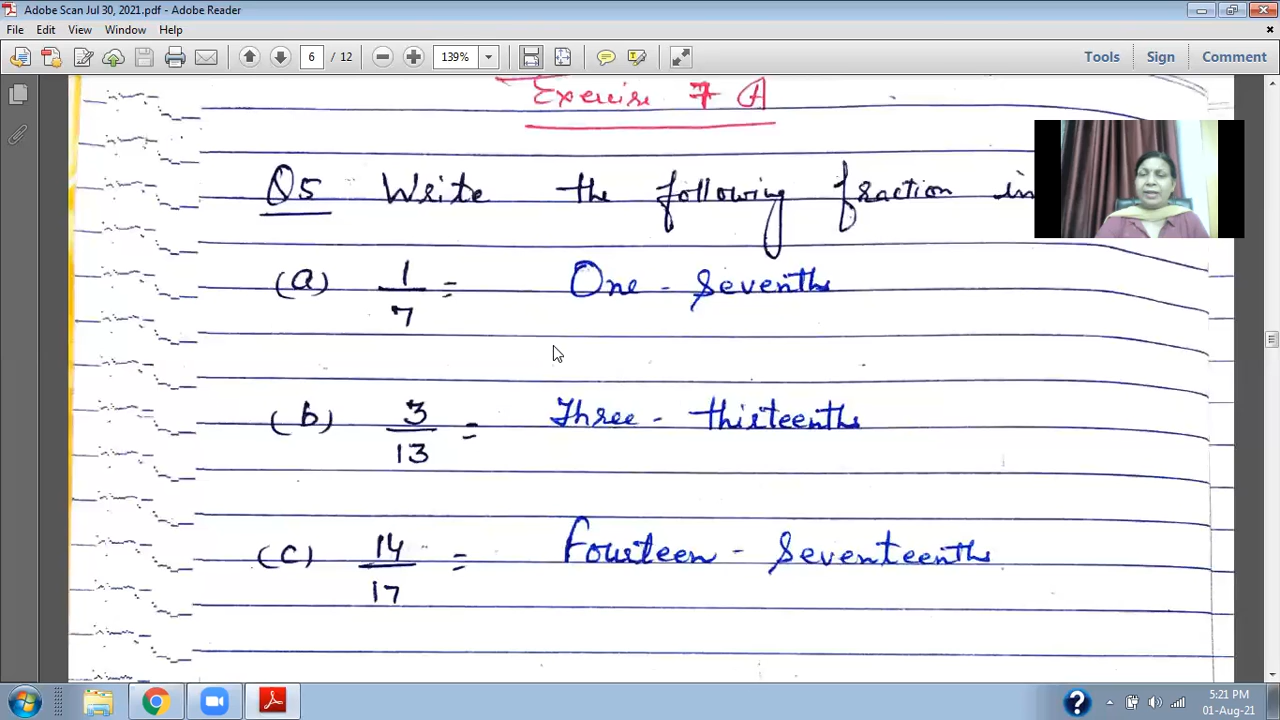 Adobe Scan Jul 30, 2021.pdf - Adobe Reader
File Edit View Window Help
6 / 12 139% Tools Sign Comment
Exercise 7 A
Q5 Write the following fraction in
(a) 1/7 = One - Sevenths
(b) 3/13 = Three - thirteenths
(c) 14/17 = Fourteen - Seventeenths
5:21 PM
01-Aug-21